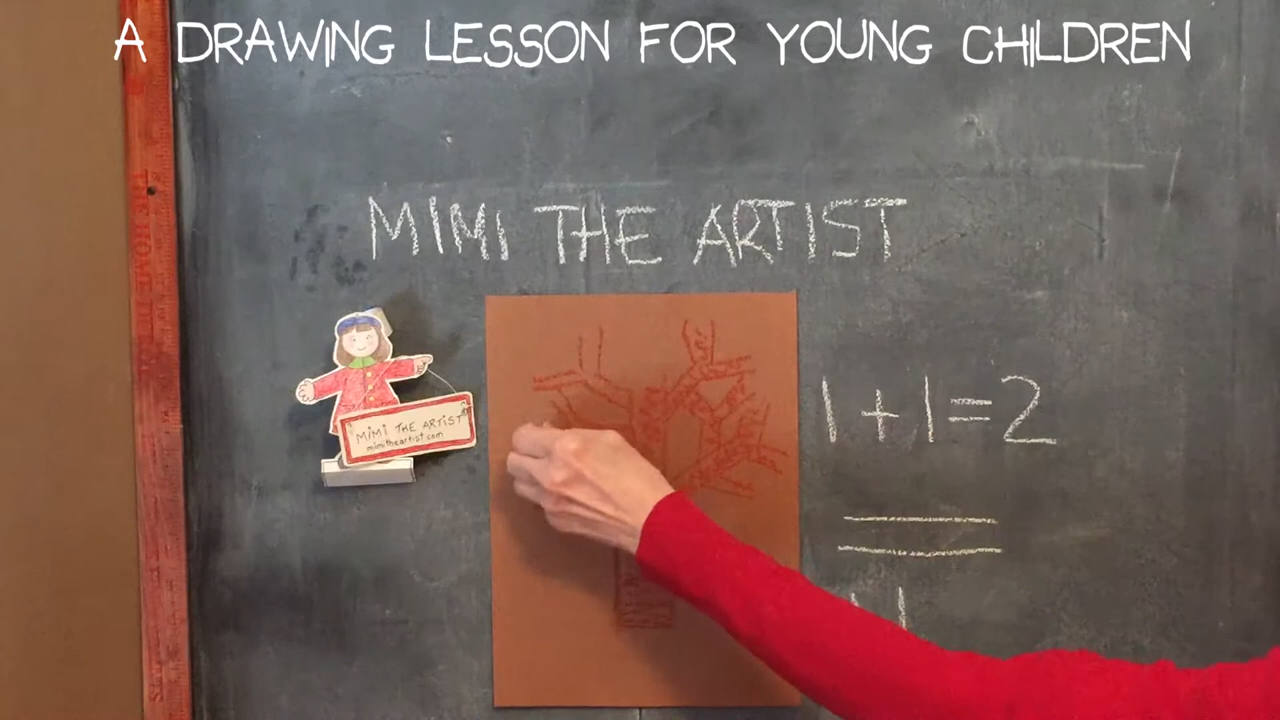 A DRAWING LESSON FOR YOUNG CHILDREN
MIMI THE ARTIST
MIMI THE ARTIST
mimitheartist.com
1+1=2